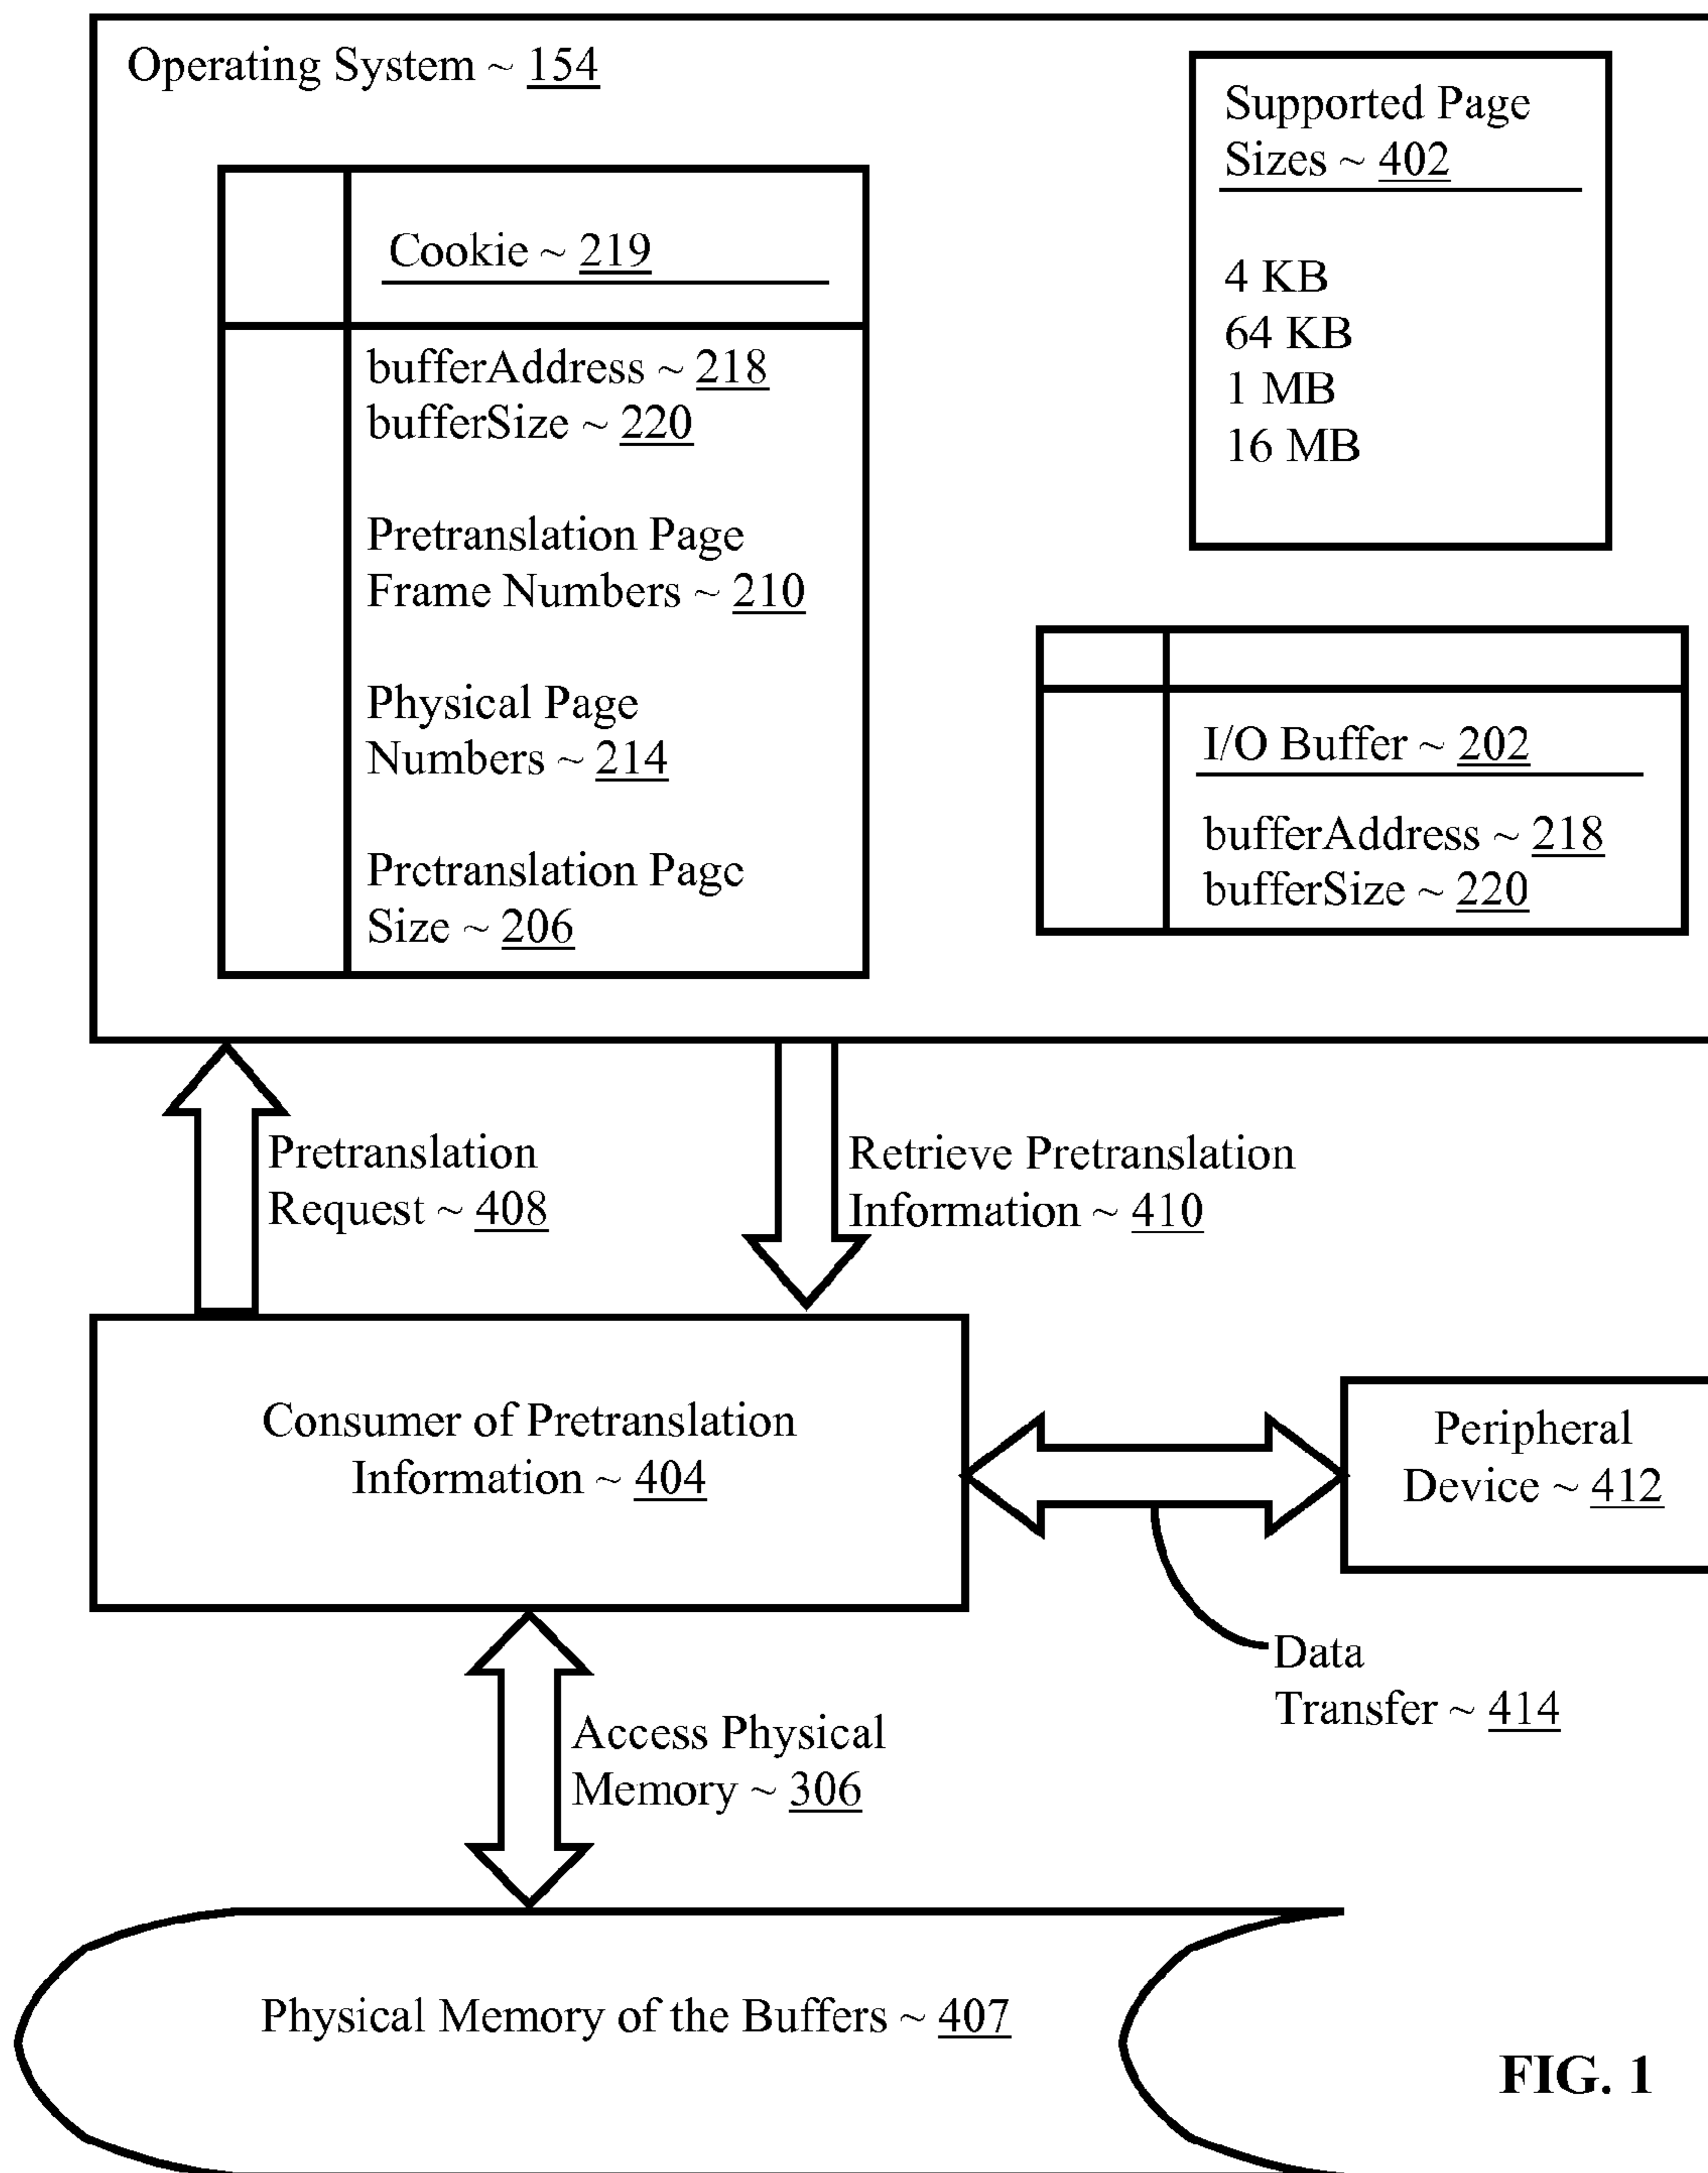 Operating System ~ 154
Supported Page
Sizes ~ 402
4 KB
64 KB
1 MB
16 MB
Cookie ~ 219
bufferAddress ~ 218
bufferSize ~ 220
Pretranslation Page
Frame Numbers ~ 210
Physical Page
Numbers ~ 214
Pretranslation Page
Size ~ 206
I/O Buffer ~ 202
bufferAddress ~ 218
bufferSize ~ 220
Pretranslation
Request ~ 408
Retrieve Pretranslation
Information ~ 410
Consumer of Pretranslation
Information ~ 404
Peripheral
Device ~ 412
Data
Transfer ~ 414
Access Physical
Memory ~ 306
Physical Memory of the Buffers ~ 407
FIG. 1